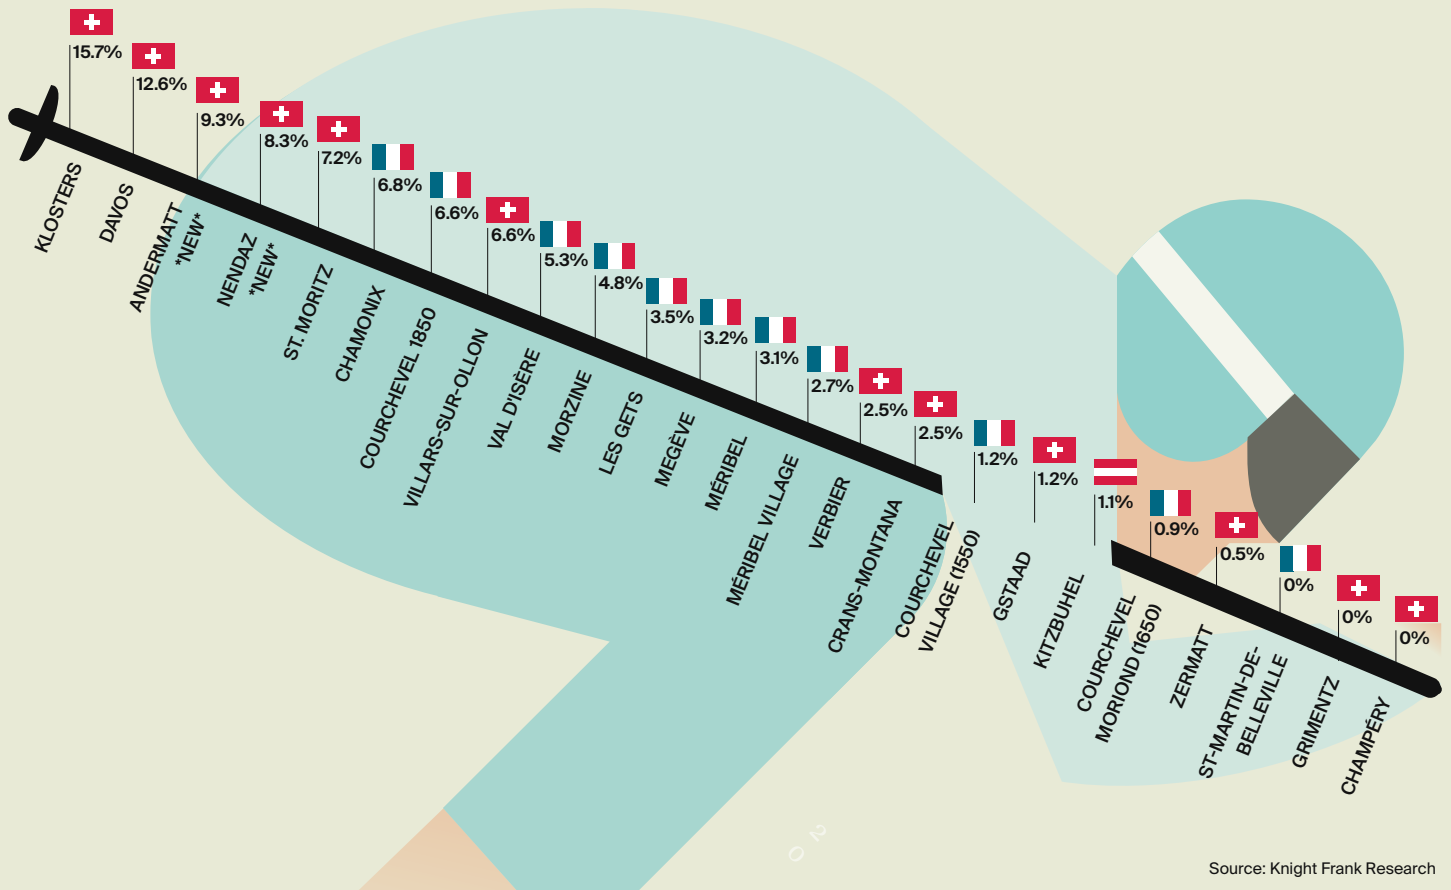 15.7%
12.6%
9.3%
8.3%
7.2%
6.8%
6.6%
6.6%
5.3%
4.8%
3.5%
3.2%
3.1%
2.7%
2.5%
2.5%
1.2%
1.2%
1.1%
0.9%
0.5%
0%
0%
0%
KLOSTERS
DAVOS
ANDERMATT
*NEW*
NENDAZ
*NEW*
ST. MORITZ
CHAMONIX
COURCHEVEL 1850
VILLARS-SUR-OLLON
VAL D'ISÈRE
MORZINE
LES GETS
MEGÈVE
MÉRIBEL
MÉRIBEL VILLAGE
VERBIER
CRANS-MONTANA
COURCHEVEL
VILLAGE (1550)
GSTAAD
KITZBUHEL
COURCHEVEL
MORIOND (1650)
ZERMATT
ST-MARTIN-DE-
BELLEVILLE
GRIMENTZ
CHAMPÉRY
2
0
Source: Knight Frank Research